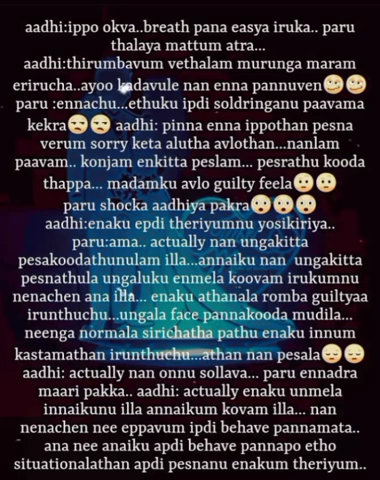 aadhi:ippo okva..breath pana easya iruka.. paru
thalaya mattum atra...
aadhi:thirumbavum vethalam murunga maram
erirucha..ayoo kadavule nan enna pannuven🥴🥴
paru :ennachu...ethuku ipdi soldringanu paavama
kekra😒😒 aadhi: pinna enna ippothan pesna
verum sorry keta alutha avlothan...nanlam
paavam.. konjam enkitta peslam... pesrathu kooda
thappa... madamku avlo guilty feela🙁🙁
paru shocka aadhiya pakra😲😲😲
aadhi:enaku epdi theriyumnu yosikiriya..
paru:ama.. actually nan ungakitta
pesakoodathunulam illa...annaiku nan ungakitta
pesnathula ungaluku enmela koovam irukumnu
nenachen ana illa... enaku athanala romba guiltyaa
irunthuchu...ungala face pannakooda mudila...
neenga normala sirichatha pathu enaku innum
kastamathan irunthuchu...athan nan pesala😔😔
aadhi: actually nan onnu sollava... paru ennadra
maari pakka.. aadhi: actually enaku unmela
innaikunu illa annaikum kovam illa... nan
nenachen nee eppavum ipdi behave pannamata..
ana nee anaiku apdi behave pannapo etho
situationalathan apdi pesnanu enakum theriyum..